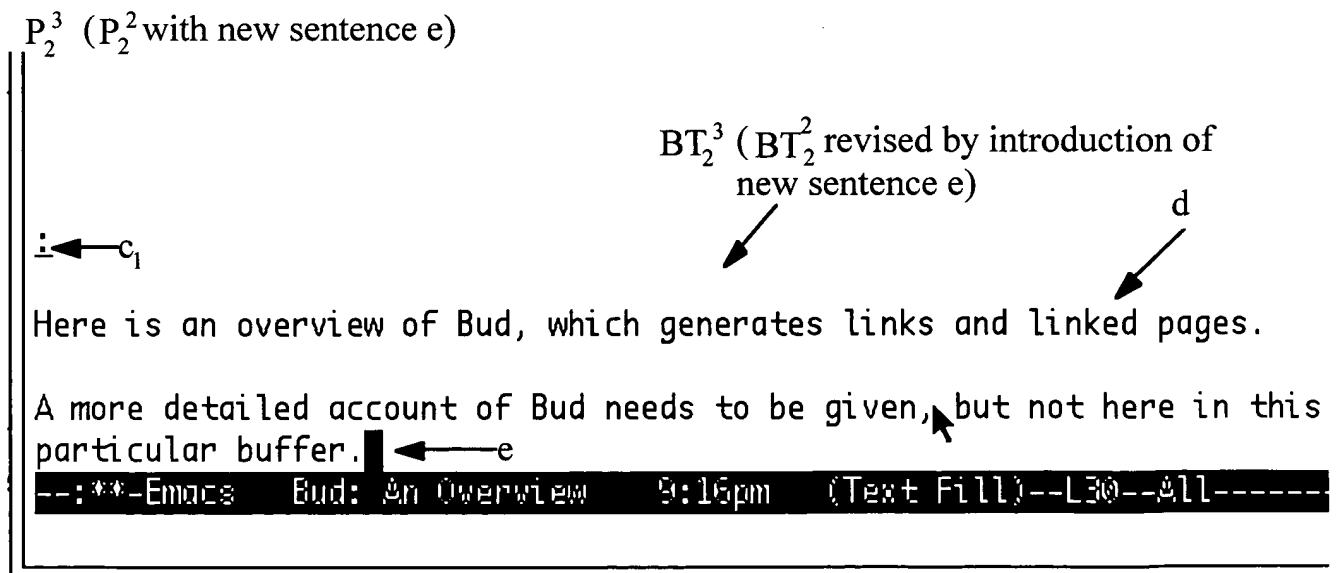 P₂³ (P₂² with new sentence e)
BT₂³ (BT₂² revised by introduction of
new sentence e)
d
: c₁
Here is an overview of Bud, which generates links and linked pages.
A more detailed account of Bud needs to be given, but not here in this
particular buffer. e
--:**-Emacs Bud: An Overview 9:16pm (Text Fill)--L30--All-------